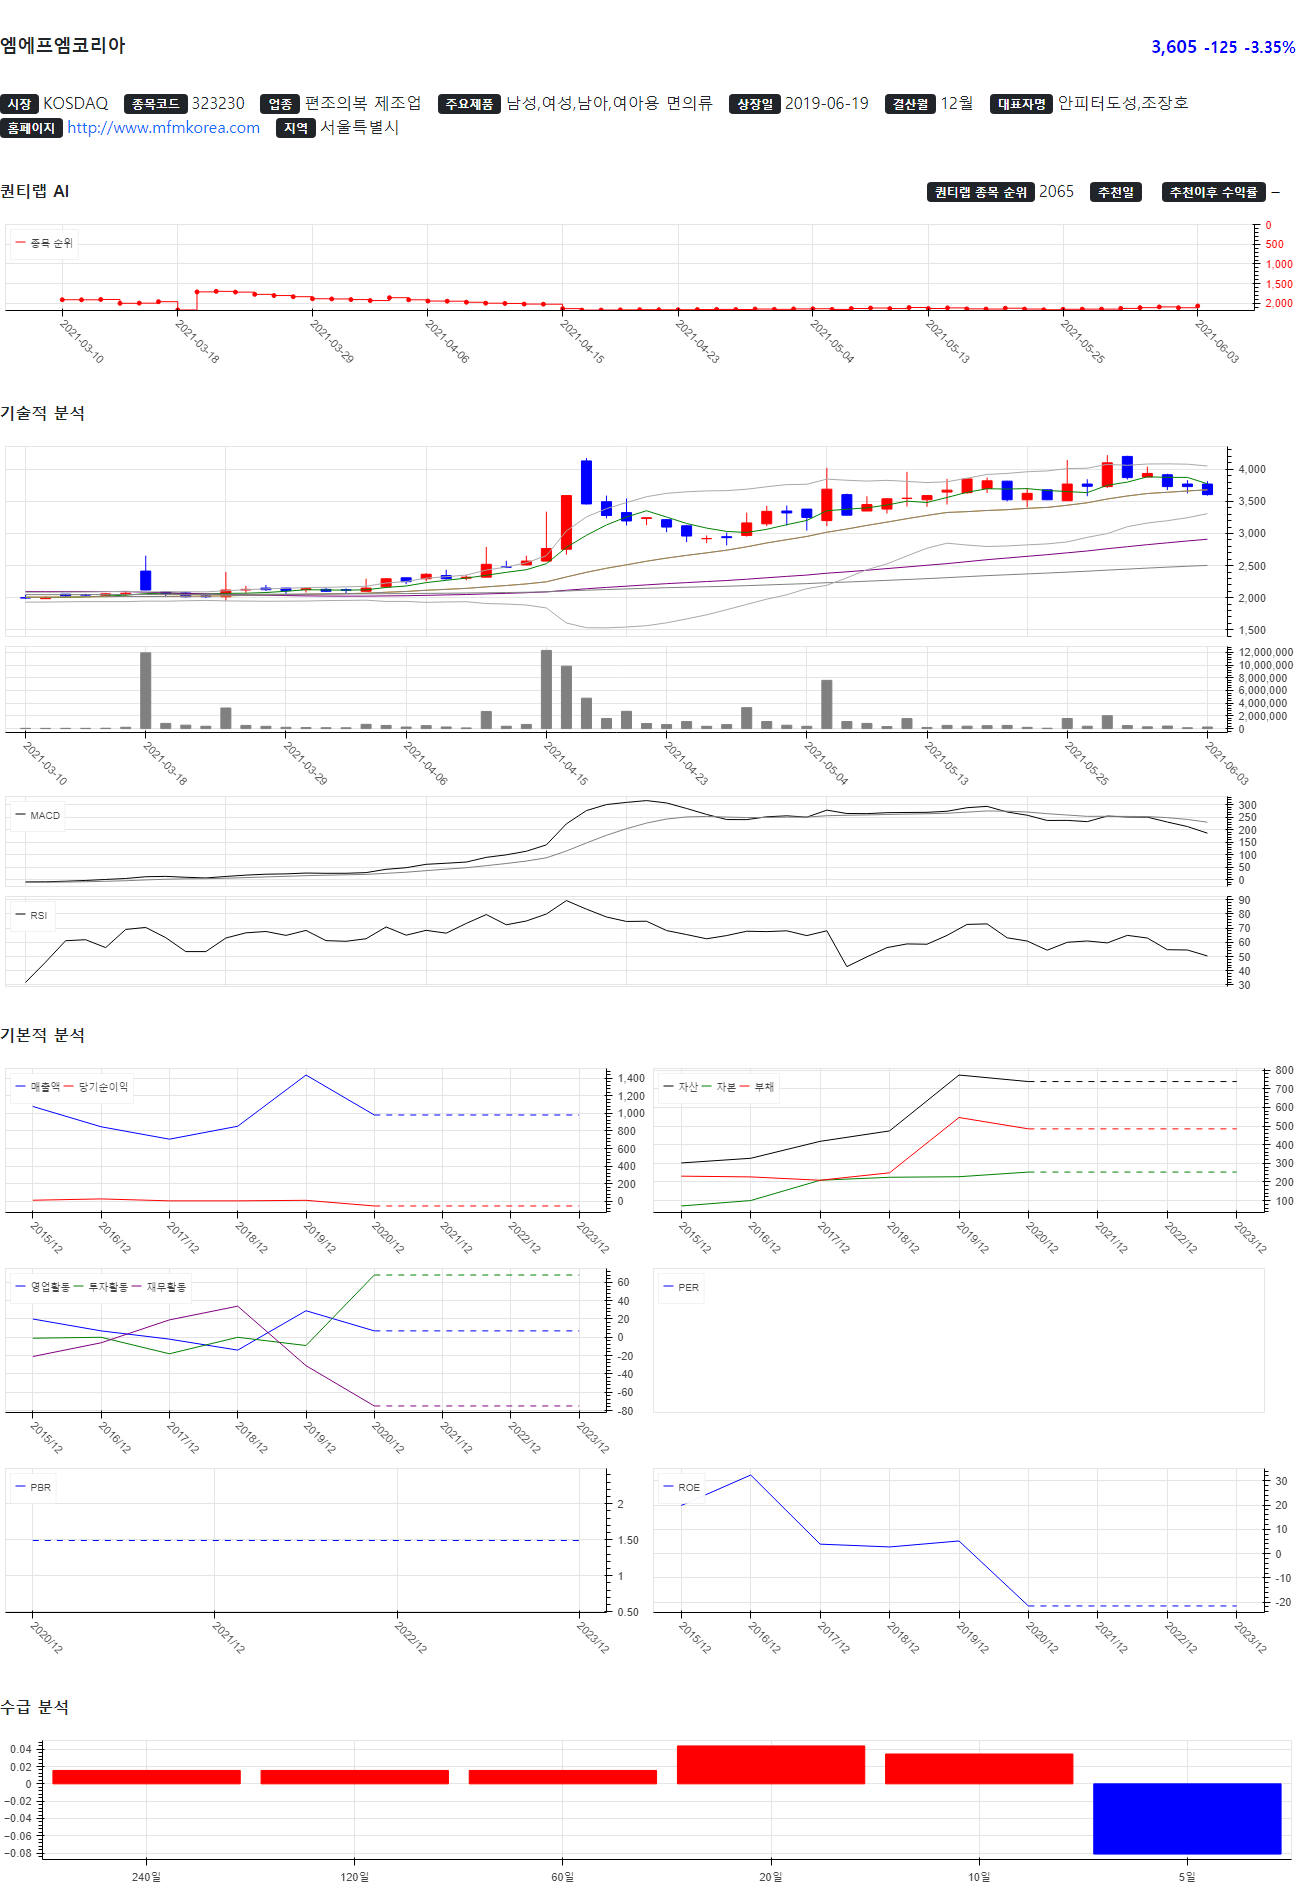 엠에프엠코리아
3,605 -125 -3.35%
시장 KOSDAQ 종목코드 323230 업종 편조의복 제조업 주요제품 남성,여성,남아,여아용 면의류 상장일 2019-06-19 결산월 12월 대표자명 안피터도성,조장호
홈페이지 http://www.mfmkorea.com 지역 서울특별시
퀀티랩 AI
퀀티랩 종목 순위 2065 추천일 추천이후 수익률 –
종목 순위
0
500
1,000
1,500
2,000
2021-03-10 2021-03-18 2021-03-29 2021-04-06 2021-04-15 2021-04-23 2021-05-04 2021-05-13 2021-05-25 2021-06-03
기술적 분석
4,000
3,500
3,000
2,500
2,000
1,500
12,000,000
10,000,000
8,000,000
6,000,000
4,000,000
2,000,000
0
2021-03-10 2021-03-18 2021-03-29 2021-04-06 2021-04-15 2021-04-23 2021-05-04 2021-05-13 2021-05-25 2021-06-03
MACD
300
250
200
150
100
50
0
RSI
90
80
70
60
50
40
30
기본적 분석
매출액 당기순이익
1,400
1,200
1,000
800
600
400
200
0
2015/12 2016/12 2017/12 2018/12 2019/12 2020/12 2021/12 2022/12 2023/12
자산 자본 부채
800
700
600
500
400
300
200
100
2015/12 2016/12 2017/12 2018/12 2019/12 2020/12 2021/12 2022/12 2023/12
영업활동 투자활동 재무활동
60
40
20
0
-20
-40
-60
-80
2015/12 2016/12 2017/12 2018/12 2019/12 2020/12 2021/12 2022/12 2023/12
PER
PBR
2
1.50
1
0.50
2020/12 2021/12 2022/12 2023/12
ROE
30
20
10
0
-10
-20
2015/12 2016/12 2017/12 2018/12 2019/12 2020/12 2021/12 2022/12 2023/12
수급 분석
0.04
0.02
0
−0.02
−0.04
−0.06
−0.08
240일 120일 60일 20일 10일 5일